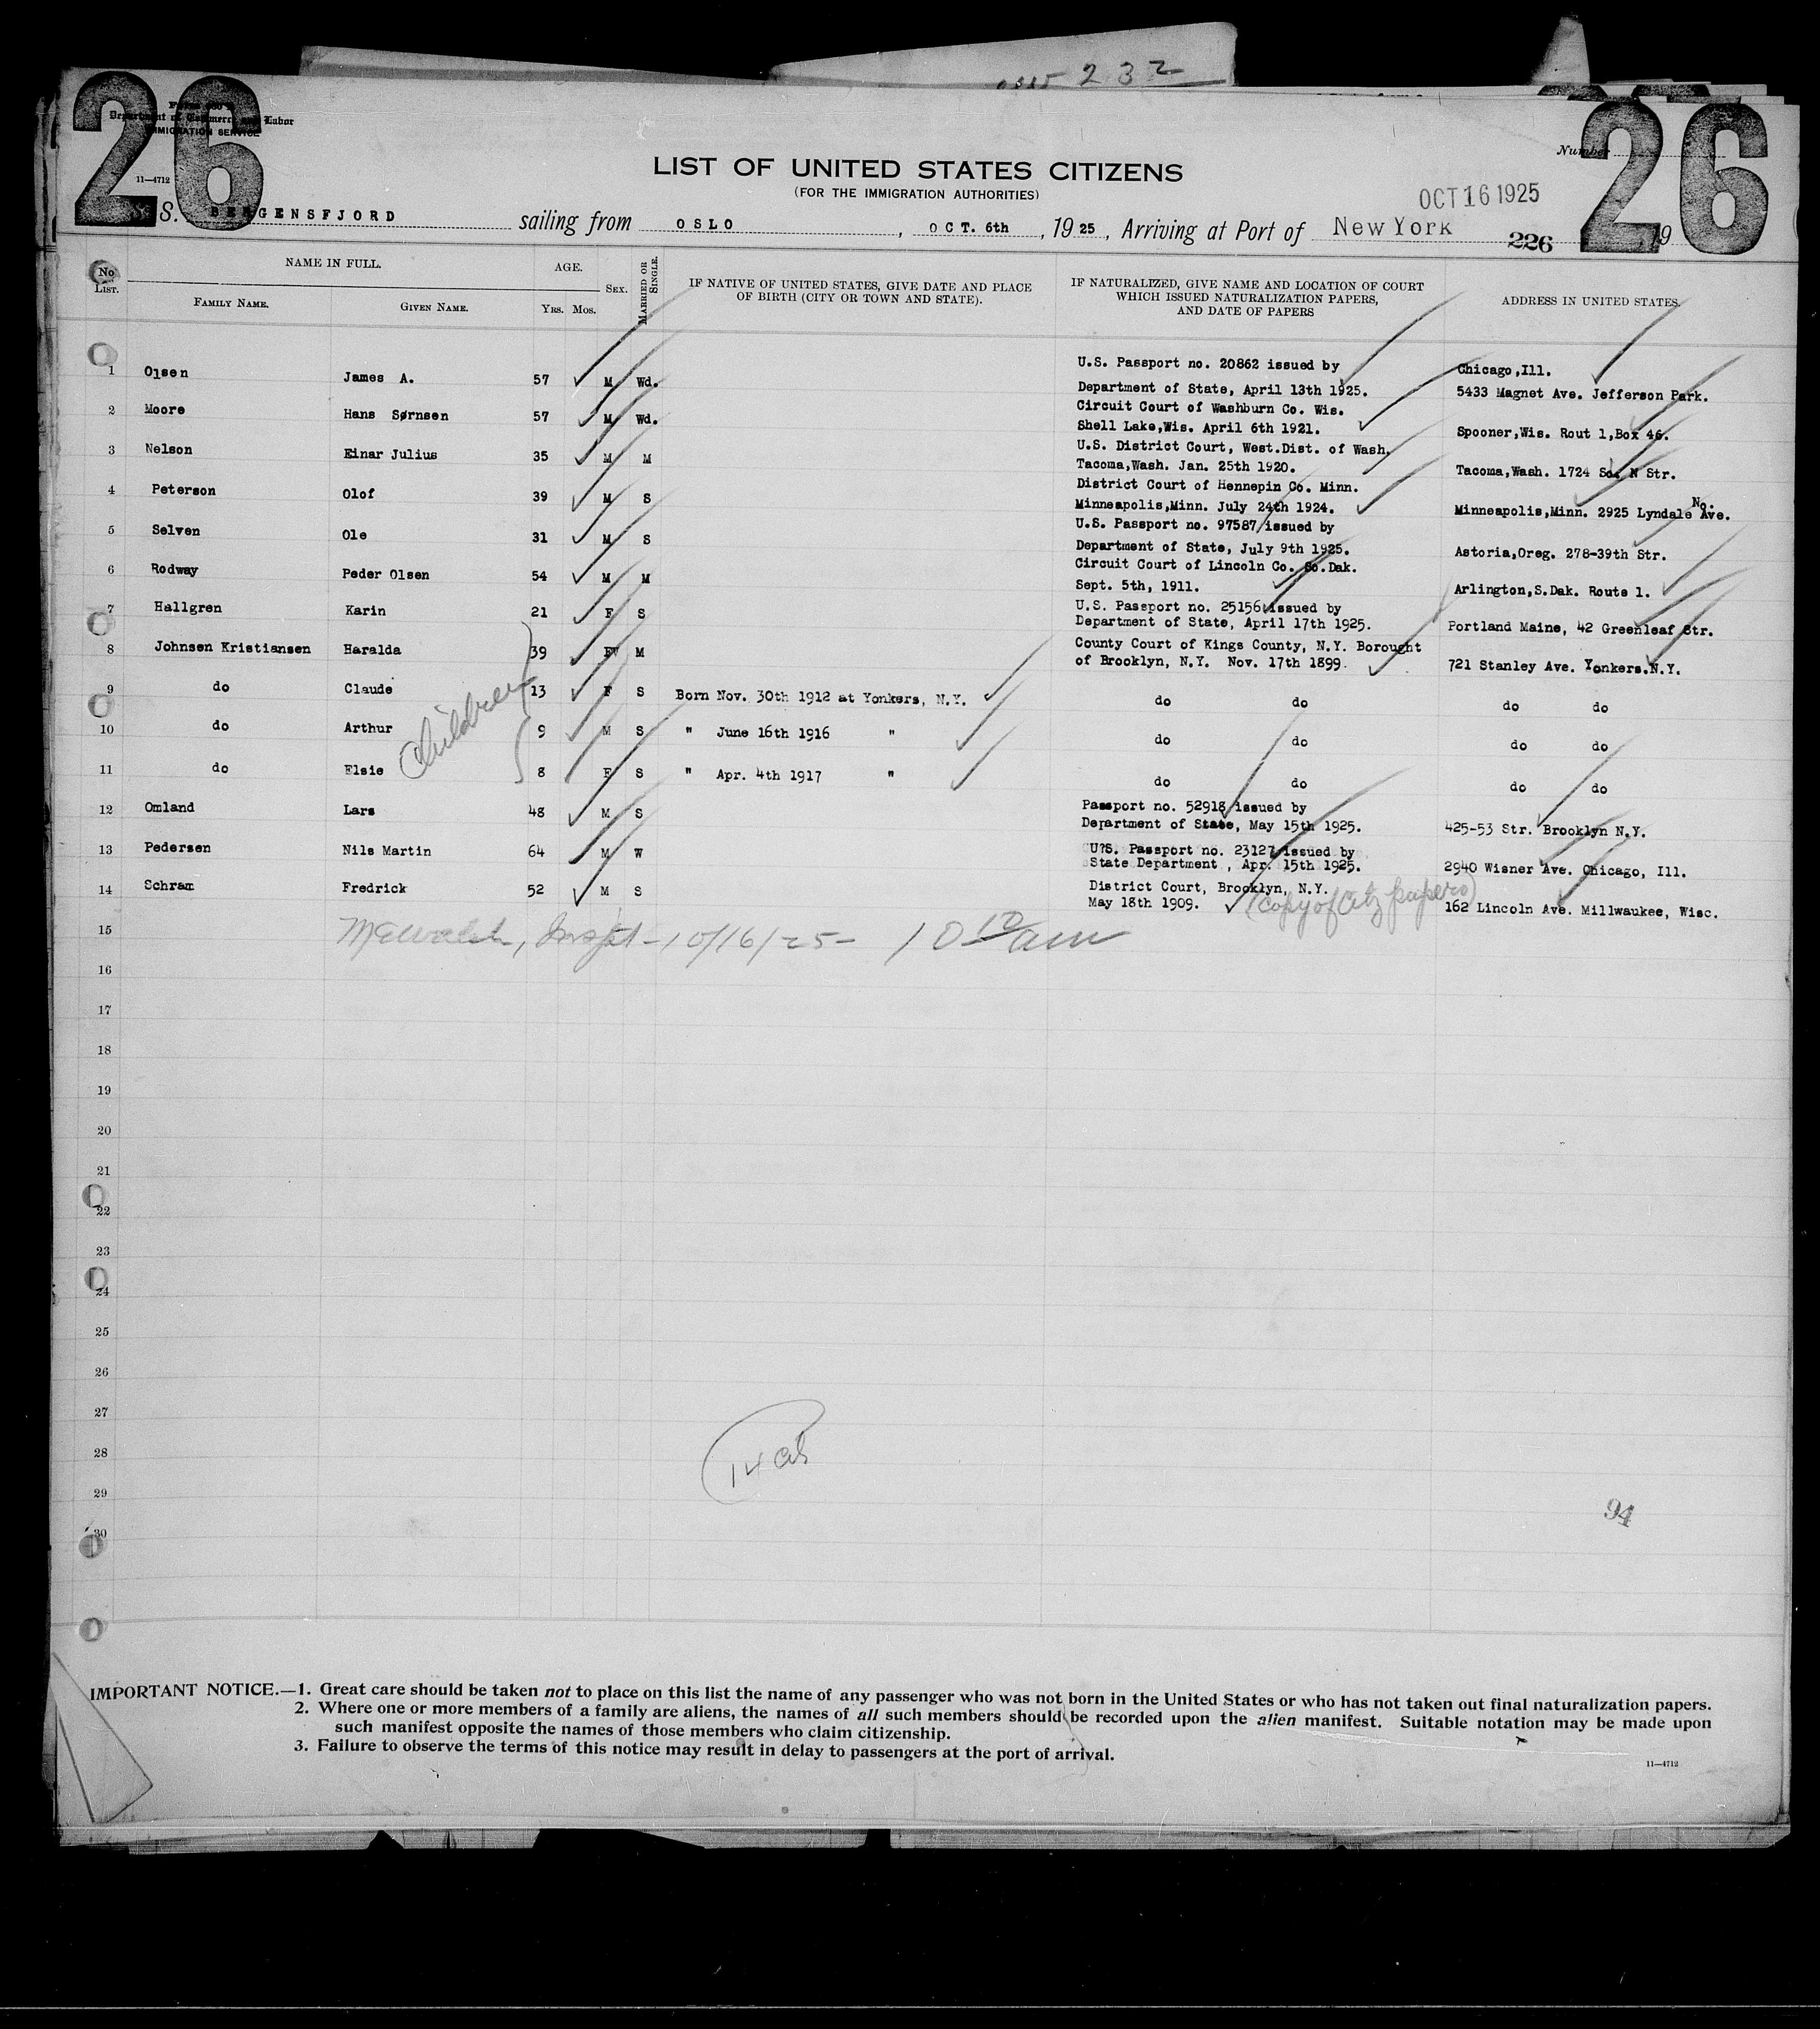 232
26
26
Form 630 B
Department of Commerce and Labor
IMMIGRATION SERVICE
Number
11—4712
LIST OF UNITED STATES CITIZENS
(FOR THE IMMIGRATION AUTHORITIES)
OCT 16 1925
S. S. BERGENSFJORD sailing from OSLO, OCT. 6th, 1925, Arriving at Port of New York 226 19
No. LIST. NAME IN FULL. AGE. SEX. MARRIED OR SINGLE. IF NATIVE OF UNITED STATES, GIVE DATE AND PLACE OF BIRTH (CITY OR TOWN AND STATE). IF NATURALIZED, GIVE NAME AND LOCATION OF COURT WHICH ISSUED NATURALIZATION PAPERS, AND DATE OF PAPERS ADDRESS IN UNITED STATES.
FAMILY NAME. GIVEN NAME. YRS. MOS.
U.S. Passport no. 20862 issued by Chicago,Ill.
1 Olsen James A. 57 M Wd. Department of State, April 13th 1925. 5433 Magnet Ave. Jefferson Park.
Circuit Court of Washburn Co. Wis.
2 Moore Hans Sørnsen 57 M Wd. Shell Lake,Wis. April 6th 1921. Spooner,Wis. Rout 1,Box 46.
U.S. District Court, West.Dist. of Wash.
3 Nelson Einar Julius 35 M M Tacoma,Wash. Jan. 25th 1920. Tacoma,Wash. 1724 So. N Str.
District Court of Hennepin Co. Minn.
4 Peterson Olof 39 M S Minneapolis,Minn. July 24th 1924. Minneapolis,Minn. 2925 Lyndale No. Ave.
U.S. Passport no. 97587 issued by
5 Selven Ole 31 M S Department of State, July 9th 1925. Astoria,Oreg. 278-39th Str.
Circuit Court of Lincoln Co. So.Dak.
6 Rodway Peder Olsen 54 M M Sept. 5th, 1911. Arlington,S.Dak. Route 1.
U.S. Passport no. 25156 issued by
7 Hallgren Karin 21 F S Department of State, April 17th 1925. Portland Maine, 42 Greenleaf Str.
County Court of Kings County, N.Y. Borough
8 Johnsen Kristiansen Haralda 39 F M of Brooklyn, N.Y. Nov. 17th 1899. 721 Stanley Ave. Yonkers.N.Y.
9 do Claude 13 F S Born Nov. 30th 1912 at Yonkers, N.Y. do do do do
Children
10 do Arthur 9 M S " June 16th 1916 " do do do do
11 do Elsie 8 F S " Apr. 4th 1917 " do do do do
Passport no. 52918 issued by
12 Omland Lars 48 M S Department of State, May 15th 1925. 425-53 Str. Brooklyn N.Y.
U?S. Passport no. 23127 issued by
13 Pedersen Nils Martin 64 M W State Department , Apr. 15th 1925. 2940 Wisner Ave. Chicago, Ill.
District Court, Brooklyn, N.Y.
14 Schram Fredrick 52 M S May 18th 1909. (copy of Ctz papers) 162 Lincoln Ave. Millwaukee, Wisc.
15 Inspt - 10/16/25 - 10 10 am
16
17
18
19
20
21
22
23
24
25
26
27
28
29
30
14
94
IMPORTANT NOTICE.—1. Great care should be taken not to place on this list the name of any passenger who was not born in the United States or who has not taken out final naturalization papers.
2. Where one or more members of a family are aliens, the names of all such members should be recorded upon the alien manifest. Suitable notation may be made upon
such manifest opposite the names of those members who claim citizenship.
3. Failure to observe the terms of this notice may result in delay to passengers at the port of arrival.
11—4712